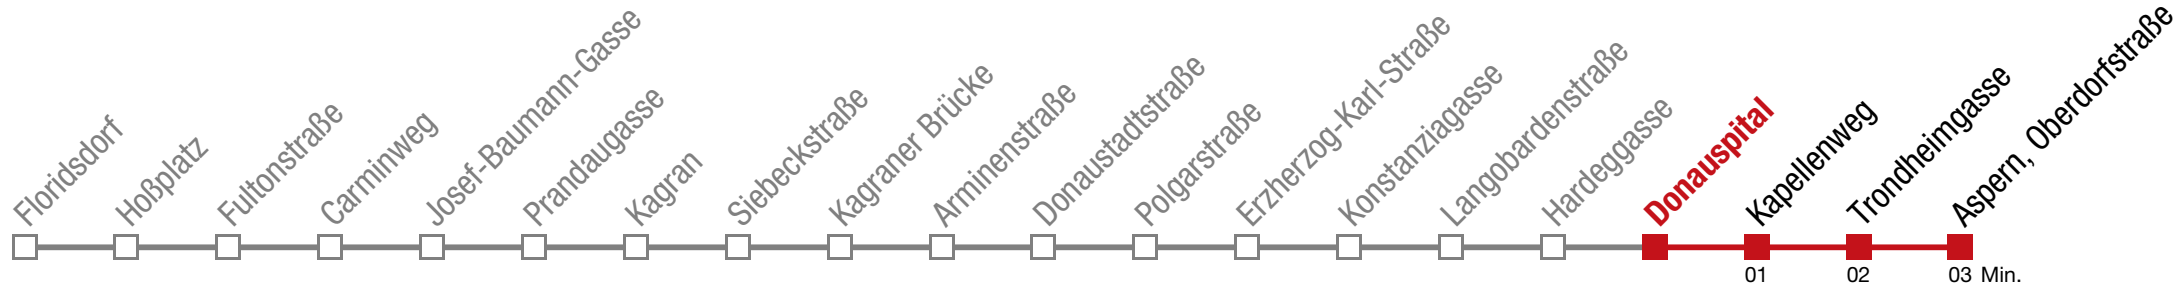 Floridsdorf
Hoßplatz
Fultonstraße
Carminweg
Josef-Baumann-Gasse
Prandaugasse
Kagran
Siebeckstraße
Kagraner Brücke
Arminenstraße
Donaustadtstraße
Polgarstraße
Erzherzog-Karl-Straße
Konstanziagasse
Langobardenstraße
Hardeggasse
Donauspital
Kapellenweg
Trondheimgasse
Aspern, Oberdorfstraße
01
02
03 Min.